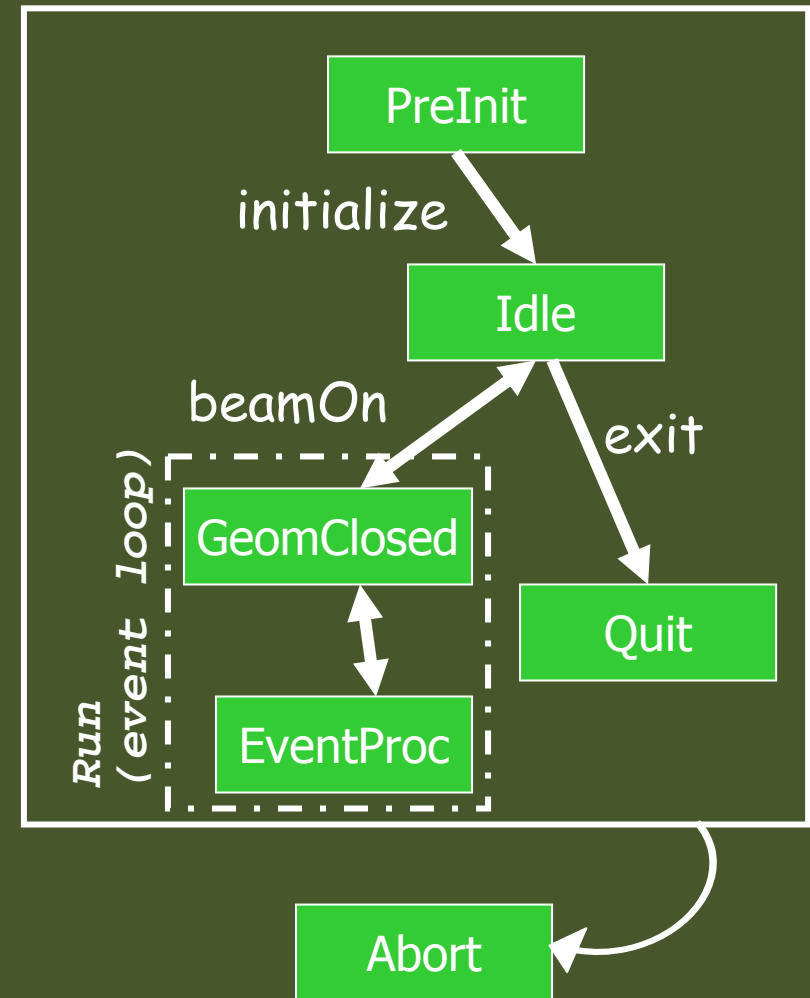 PreInit
initialize
Idle
beamOn
exit
Run
(event loop)
GeomClosed
Quit
EventProc
Abort